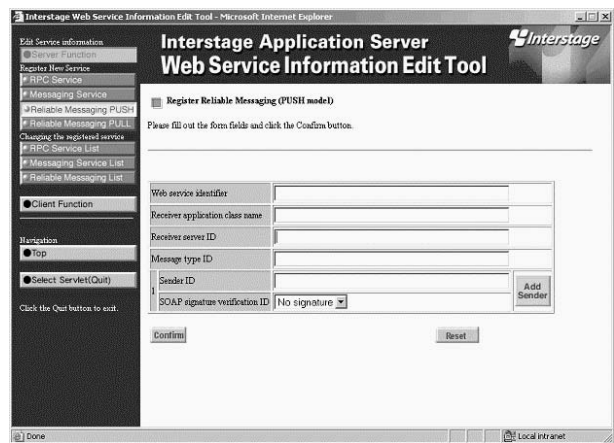 Interstage Web Service Information Edit Tool - Microsoft Internet Explorer
Edit Service information
Server Function
Register New Service
RPC Service
Messaging Service
Reliable Messaging PUSH
Reliable Messaging PULL
Changing the registered service
RPC Service List
Messaging Service List
Reliable Messaging List
Client Function
Navigation
Top
Select Servlet(Quit)
Click the Quit button to exit.
Interstage Application Server
Web Service Information Edit Tool
Interstage
Register Reliable Messaging (PUSH model)
Please fill out the form fields and click the Confirm button.
Web service identifier
Receiver application class name
Receiver server ID
Message type ID
1
Sender ID
SOAP signature verification ID No signature
Add Sender
Confirm
Reset
Done
Local intranet